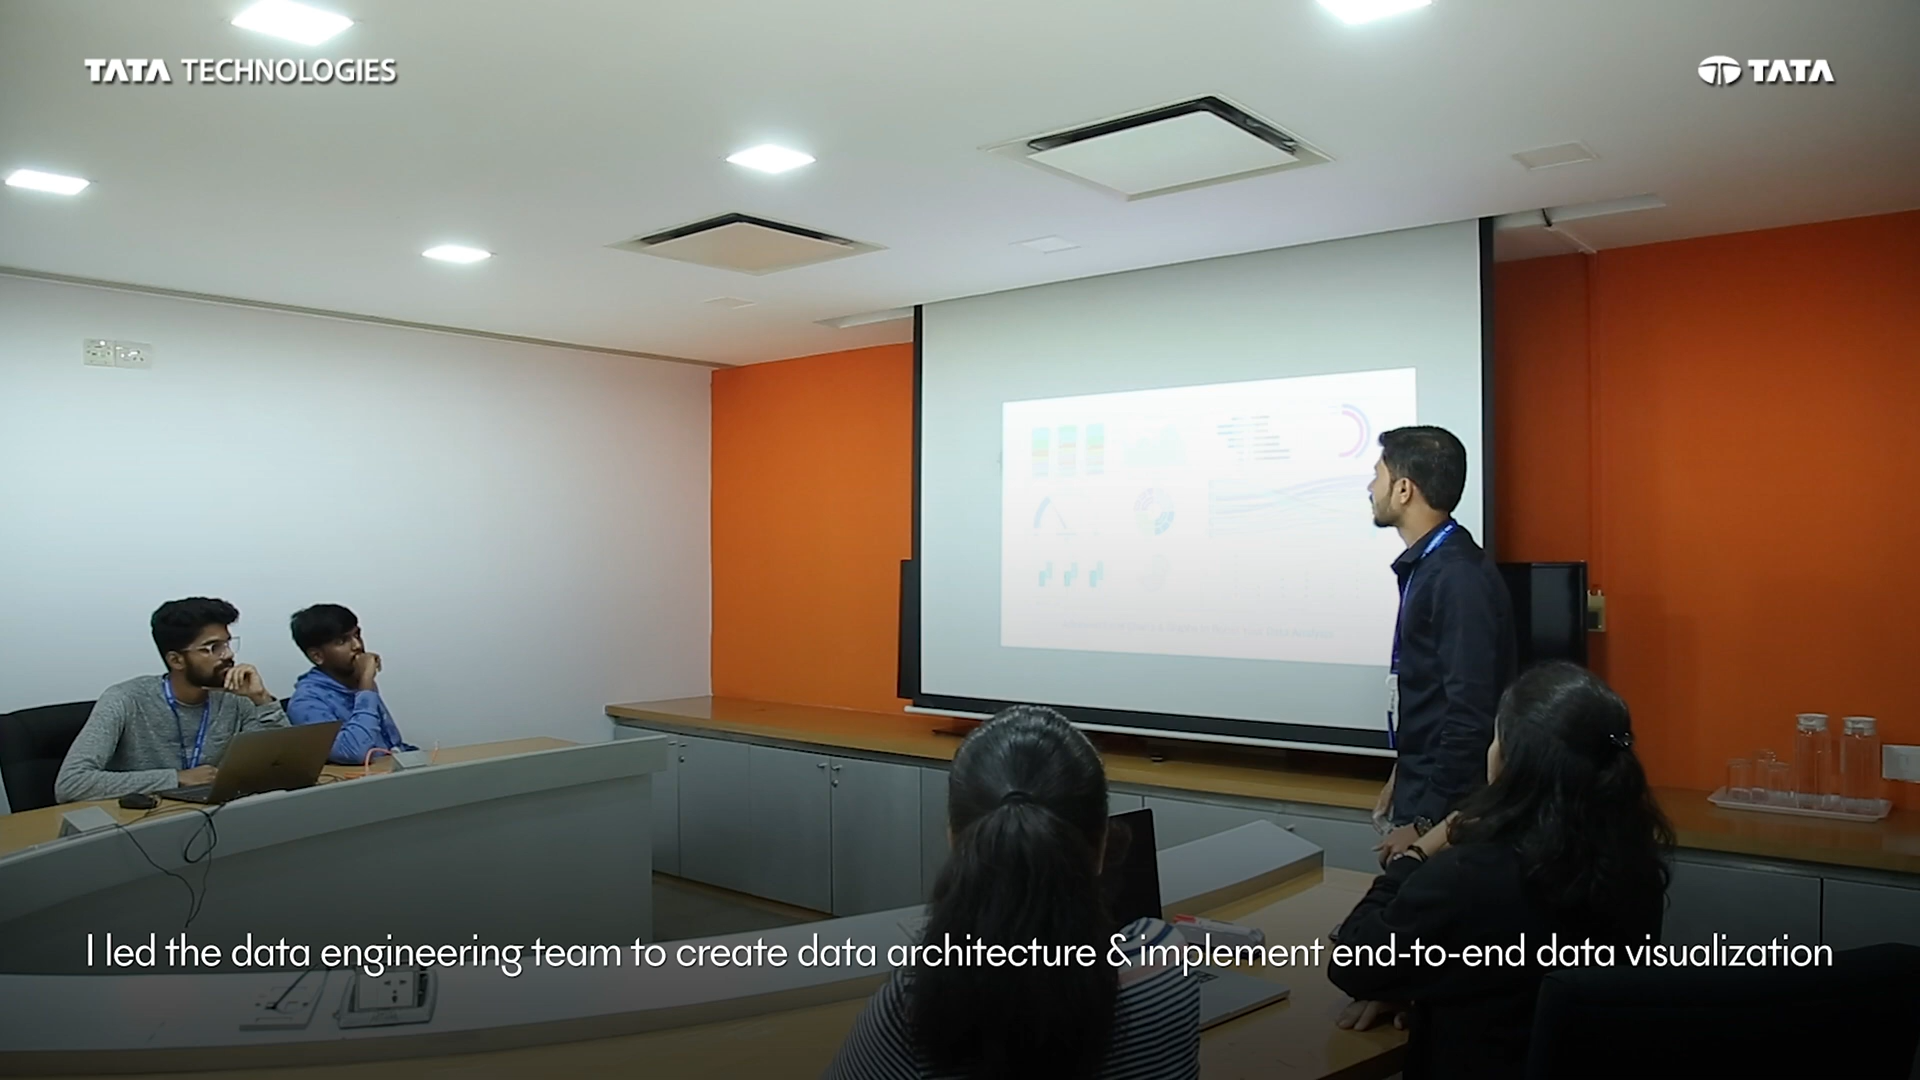 TATA TECHNOLOGIES
TATA
I led the data engineering team to create data architecture & implement end-to-end data visualization